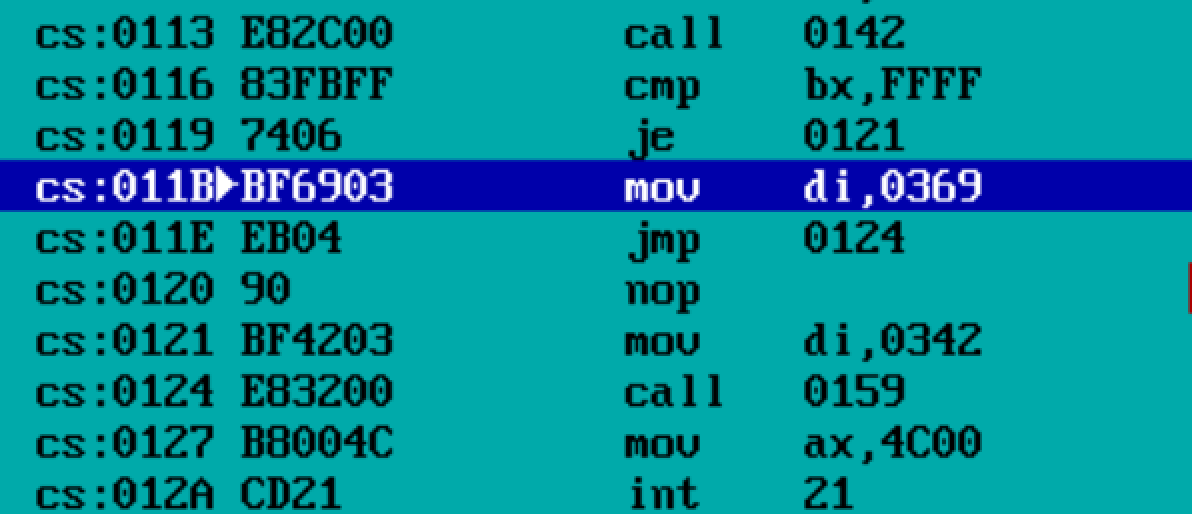 cs:0113 E82C00 call 0142
cs:0116 83FBFF cmp bx,FFFF
cs:0119 7406 je 0121
cs:011B►BF6903 mov di,0369
cs:011E EB04 jmp 0124
cs:0120 90 nop
cs:0121 BF4203 mov di,0342
cs:0124 E83200 call 0159
cs:0127 B8004C mov ax,4C00
cs:012A CD21 int 21